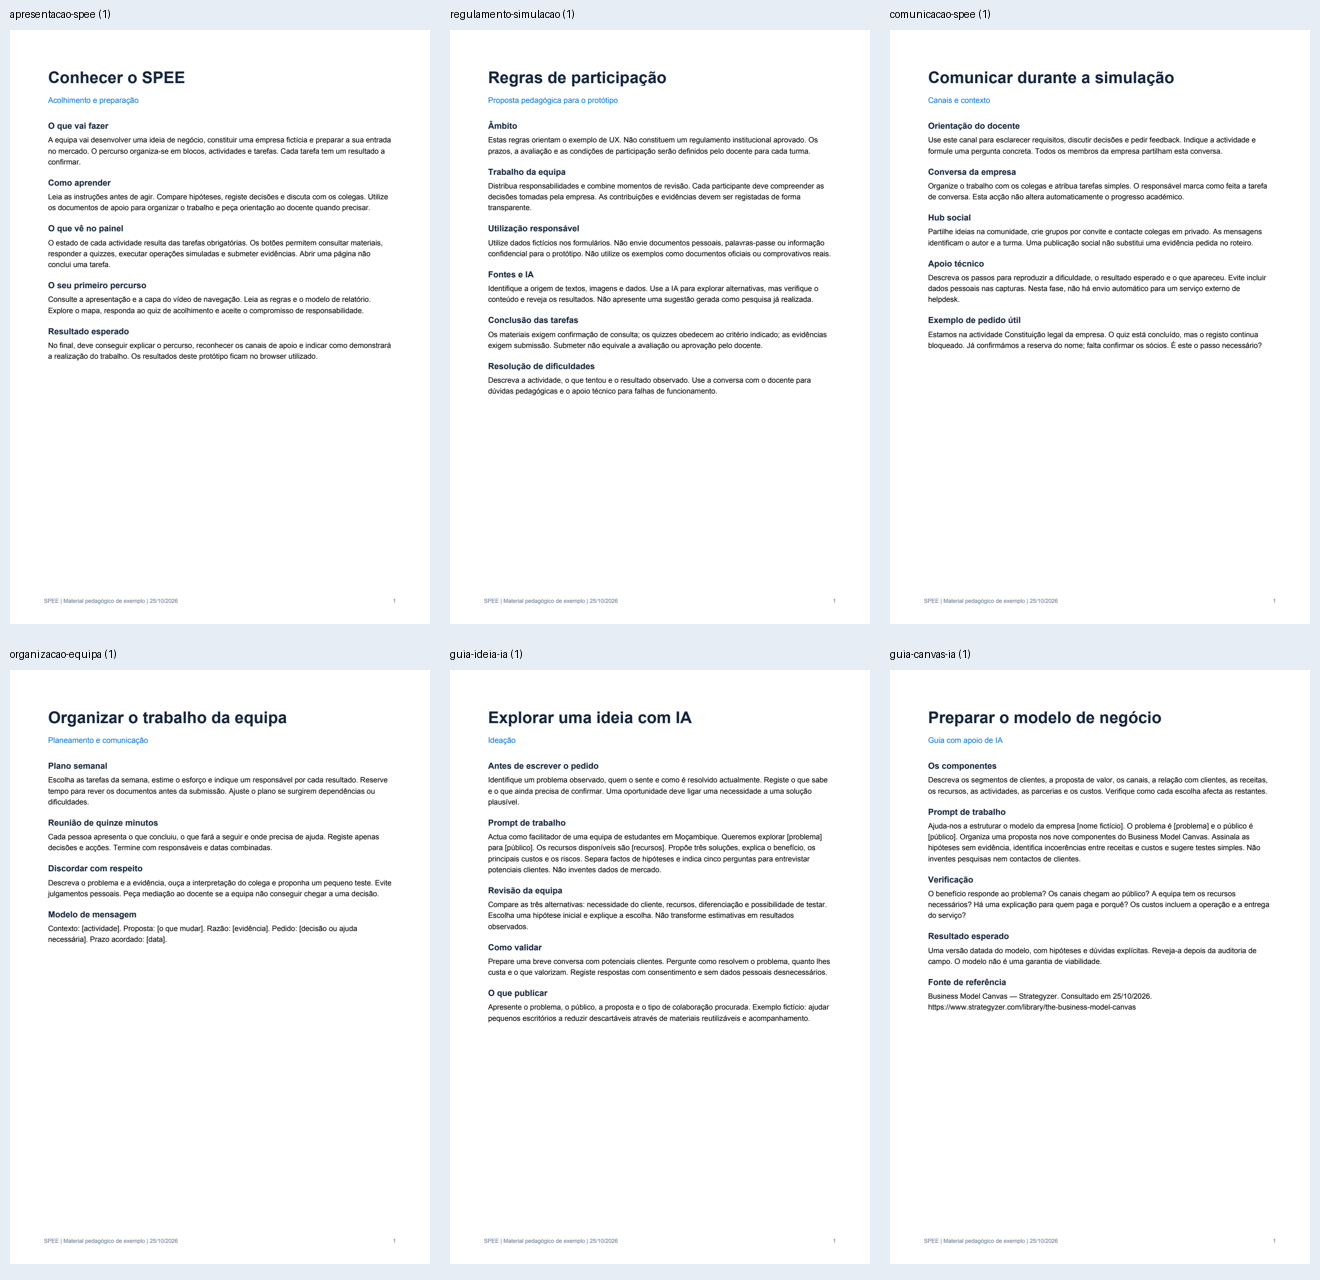 apresentacao-spee (1)
Conhecer o SPEE
Acolhimento e preparação
O que vai fazer
A equipa vai desenvolver uma ideia de negócio, constituir uma empresa fictícia e preparar a sua entrada
no mercado. O percurso organiza-se em blocos, actividades e tarefas. Cada tarefa tem um resultado a
confirmar.
Como aprender
Leia as instruções antes de agir. Compare hipóteses, registe decisões e discuta com os colegas. Utilize
os documentos de apoio para organizar o trabalho e peça orientação ao docente quando precisar.
O que vê no painel
O estado de cada actividade resulta das tarefas obrigatórias. Os botões permitem consultar materiais,
responder a quizzes, executar operações simuladas e submeter evidências. Abrir uma página não
conclui uma tarefa.
O seu primeiro percurso
Consulte a apresentação e a capa do vídeo de navegação. Leia as regras e o modelo de relatório.
Explore o mapa, responda ao quiz de acolhimento e aceite o compromisso de responsabilidade.
Resultado esperado
No final, deve conseguir explicar o percurso, reconhecer os canais de apoio e indicar como demonstrará
a realização do trabalho. Os resultados deste protótipo ficam no browser utilizado.
SPEE | Material pedagógico de exemplo | 25/10/2026
1
regulamento-simulacao (1)
Regras de participação
Proposta pedagógica para o protótipo
Âmbito
Estas regras orientam o exemplo de UX. Não constituem um regulamento institucional aprovado. Os
prazos, a avaliação e as condições de participação serão definidos pelo docente para cada turma.
Trabalho da equipa
Distribua responsabilidades e combine momentos de revisão. Cada participante deve compreender as
decisões tomadas pela empresa. As contribuições e evidências devem ser registadas de forma
transparente.
Utilização responsável
Utilize dados fictícios nos formulários. Não envie documentos pessoais, palavras-passe ou informação
confidencial para o protótipo. Não utilize os exemplos como documentos oficiais ou comprovativos reais.
Fontes e IA
Identifique a origem de textos, imagens e dados. Use a IA para explorar alternativas, mas verifique o
conteúdo e reveja os resultados. Não apresente uma sugestão gerada como pesquisa já realizada.
Conclusão das tarefas
Os materiais exigem confirmação de consulta; os quizzes obedecem ao critério indicado; as evidências
exigem submissão. Submeter não equivale a avaliação ou aprovação pelo docente.
Resolução de dificuldades
Descreva a actividade, o que tentou e o resultado observado. Use a conversa com o docente para
dúvidas pedagógicas e o apoio técnico para falhas de funcionamento.
SPEE | Material pedagógico de exemplo | 25/10/2026
1
comunicacao-spee (1)
Comunicar durante a simulação
Canais e contexto
Orientação do docente
Use este canal para esclarecer requisitos, discutir decisões e pedir feedback. Indique a actividade e
formule uma pergunta concreta. Todos os membros da empresa partilham esta conversa.
Conversa da empresa
Organize o trabalho com os colegas e atribua tarefas simples. O responsável marca como feita a tarefa
de conversa. Esta acção não altera automaticamente o progresso académico.
Hub social
Partilhe ideias na comunidade, crie grupos por convite e contacte colegas em privado. As mensagens
identificam o autor e a turma. Uma publicação social não substitui uma evidência pedida no roteiro.
Apoio técnico
Descreva os passos para reproduzir a dificuldade, o resultado esperado e o que apareceu. Evite incluir
dados pessoais nas capturas. Nesta fase, não há envio automático para um serviço externo de
helpdesk.
Exemplo de pedido útil
Estamos na actividade Constituição legal da empresa. O quiz está concluído, mas o registo continua
bloqueado. Já confirmámos a reserva do nome; falta confirmar os sócios. É este o passo necessário?
SPEE | Material pedagógico de exemplo | 25/10/2026
1
organizacao-equipa (1)
Organizar o trabalho da equipa
Planeamento e comunicação
Plano semanal
Escolha as tarefas da semana, estime o esforço e indique um responsável por cada resultado. Reserve
tempo para rever os documentos antes da submissão. Ajuste o plano se surgirem dependências ou
dificuldades.
Reunião de quinze minutos
Cada pessoa apresenta o que concluiu, o que fará a seguir e onde precisa de ajuda. Registe apenas
decisões e acções. Termine com responsáveis e datas combinadas.
Discordar com respeito
Descreva o problema e a evidência, ouça a interpretação do colega e proponha um pequeno teste. Evite
julgamentos pessoais. Peça mediação ao docente se a equipa não conseguir chegar a uma decisão.
Modelo de mensagem
Contexto: [actividade]. Proposta: [o que mudar]. Razão: [evidência]. Pedido: [decisão ou ajuda
necessária]. Prazo acordado: [data].
SPEE | Material pedagógico de exemplo | 25/10/2026
1
guia-ideia-ia (1)
Explorar uma ideia com IA
Ideação
Antes de escrever o pedido
Identifique um problema observado, quem o sente e como é resolvido actualmente. Registe o que sabe
e o que ainda precisa de confirmar. Uma oportunidade deve ligar uma necessidade a uma solução
plausível.
Prompt de trabalho
Actua como facilitador de uma equipa de estudantes em Moçambique. Queremos explorar [problema]
para [público]. Os recursos disponíveis são [recursos]. Propõe três soluções, explica o benefício, os
principais custos e os riscos. Separa factos de hipóteses e indica cinco perguntas para entrevistar
potenciais clientes. Não inventes dados de mercado.
Revisão da equipa
Compare as três alternativas: necessidade do cliente, recursos, diferenciação e possibilidade de testar.
Escolha uma hipótese inicial e explique a escolha. Não transforme estimativas em resultados
observados.
Como validar
Prepare uma breve conversa com potenciais clientes. Pergunte como resolvem o problema, quanto lhes
custa e o que valorizam. Registe respostas com consentimento e sem dados pessoais desnecessários.
O que publicar
Apresente o problema, o público, a proposta e o tipo de colaboração procurada. Exemplo fictício: ajudar
pequenos escritórios a reduzir descartáveis através de materiais reutilizáveis e acompanhamento.
SPEE | Material pedagógico de exemplo | 25/10/2026
1
guia-canvas-ia (1)
Preparar o modelo de negócio
Guia com apoio de IA
Os componentes
Descreva os segmentos de clientes, a proposta de valor, os canais, a relação com clientes, as receitas,
os recursos, as actividades, as parcerias e os custos. Verifique como cada escolha afecta as restantes.
Prompt de trabalho
Ajuda-nos a estruturar o modelo da empresa [nome fictício]. O problema é [problema] e o público é
[público]. Organiza uma proposta nos nove componentes do Business Model Canvas. Assinala as
hipóteses sem evidência, identifica incoerências entre receitas e custos e sugere testes simples. Não
inventes pesquisas nem contactos de clientes.
Verificação
O benefício responde ao problema? Os canais chegam ao público? A equipa tem os recursos
necessários? Há uma explicação para quem paga e porquê? Os custos incluem a operação e a entrega
do serviço?
Resultado esperado
Uma versão datada do modelo, com hipóteses e dúvidas explícitas. Reveja-a depois da auditoria de
campo. O modelo não é uma garantia de viabilidade.
Fonte de referência
Business Model Canvas — Strategyzer. Consultado em 25/10/2026.
https://www.strategyzer.com/library/the-business-model-canvas
SPEE | Material pedagógico de exemplo | 25/10/2026
1